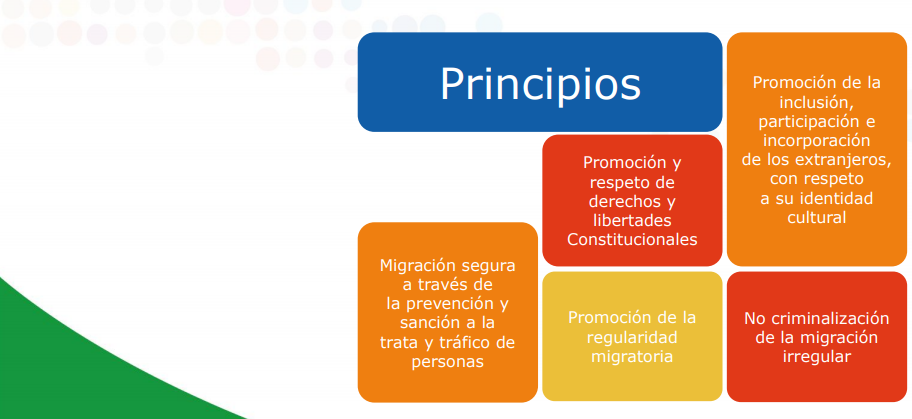 Principios
Promoción de la
inclusión,
participación e
incorporación
de los extranjeros,
con respeto
a su identidad
cultural
Promoción y
respeto de
derechos y
libertades
Constitucionales
Migración segura
a través de
la prevención y
sanción a la
trata y tráfico de
personas
Promoción de la
regularidad
migratoria
No criminalización
de la migración
irregular